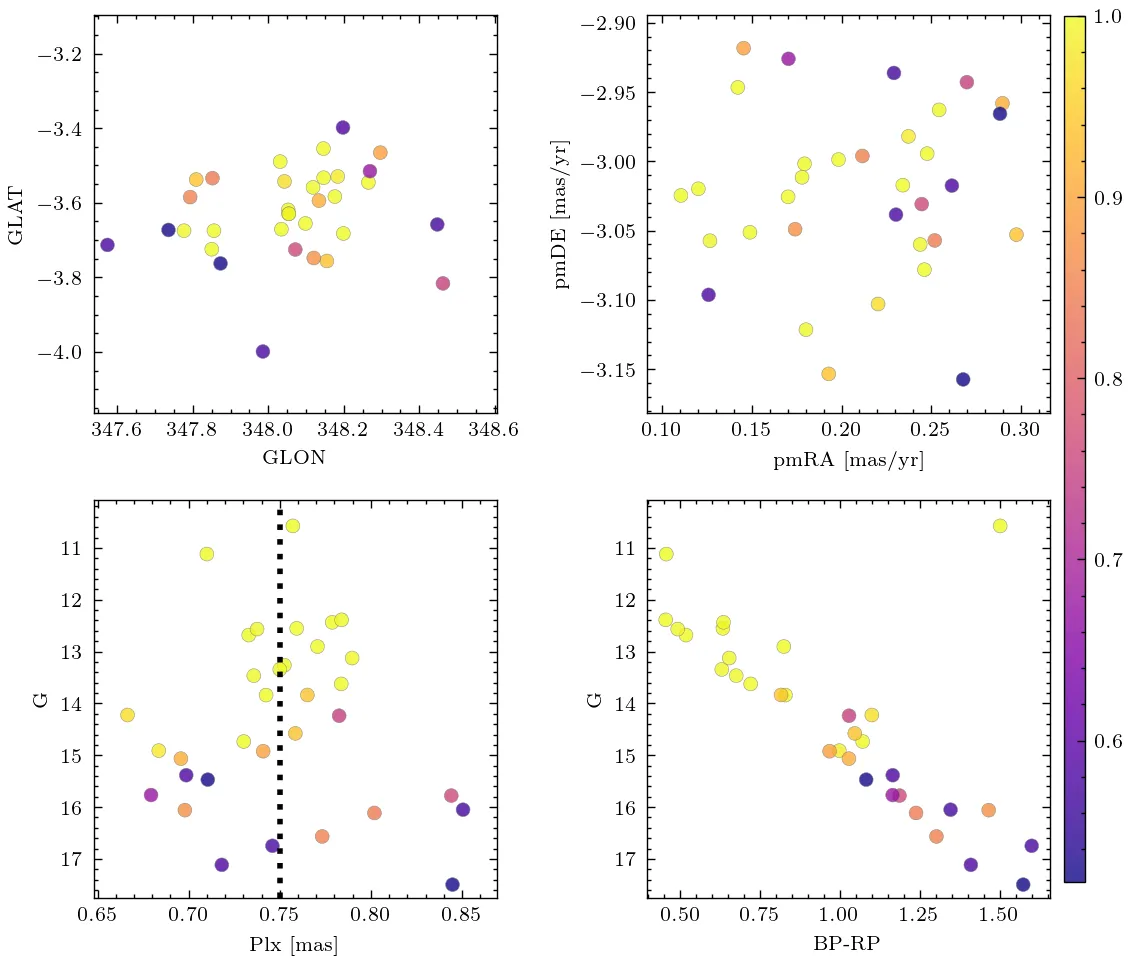 −3.2
−3.4
−3.6
−3.8
−4.0
GLAT
347.6 347.8 348.0 348.2 348.4 348.6
GLON
−2.90
−2.95
−3.00
−3.05
−3.10
−3.15
pmDE [mas/yr]
0.10 0.15 0.20 0.25 0.30
pmRA [mas/yr]
1.0
0.9
0.8
0.7
0.6
11
12
13
14
15
16
17
G
0.65 0.70 0.75 0.80 0.85
Plx [mas]
11
12
13
14
15
16
17
G
0.50 0.75 1.00 1.25 1.50
BP-RP